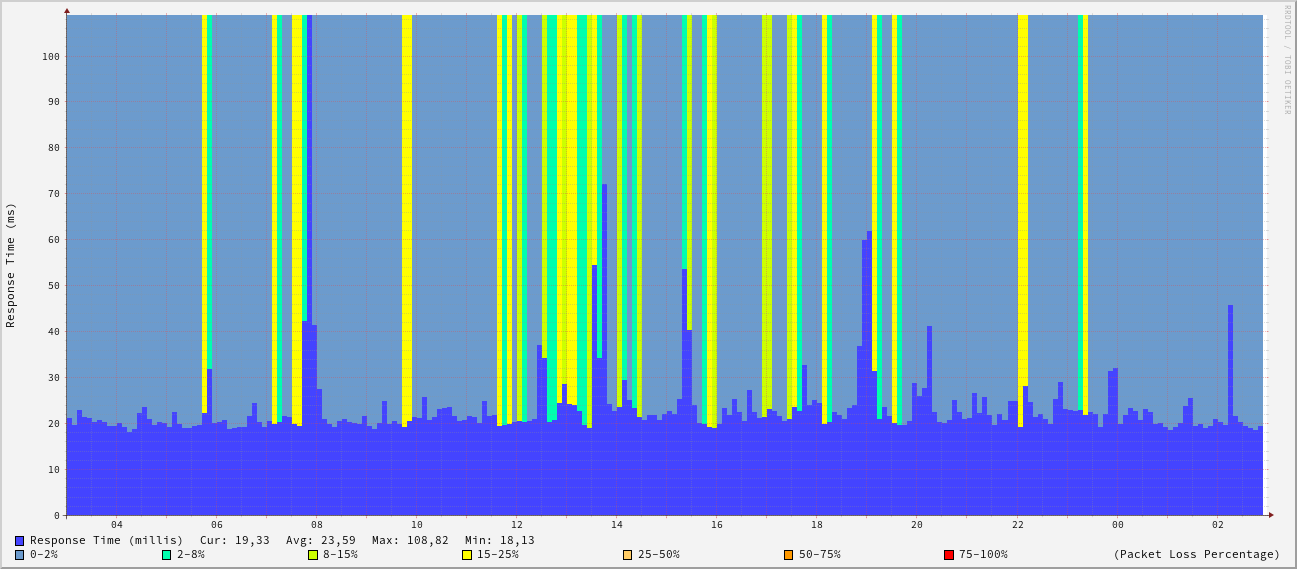 RRDTOOL / TOBI OETIKER
Response Time (ms)
100
90
80
70
60
50
40
30
20
10
0
04 06 08 10 12 14 16 18 20 22 00 02
Response Time (millis) Cur: 19,33 Avg: 23,59 Max: 108,82 Min: 18,13
0-2% 2-8% 8-15% 15-25% 25-50% 50-75% 75-100% (Packet Loss Percentage)